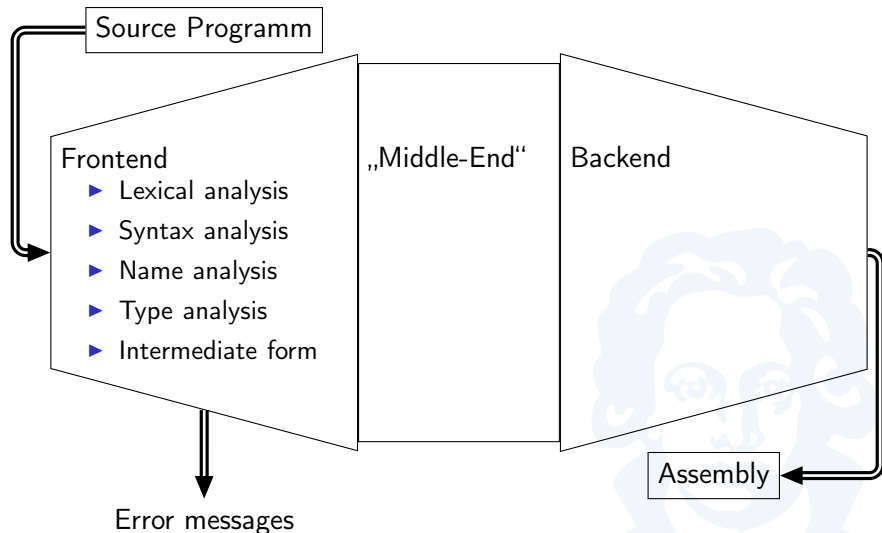 Source Programm
Frontend
Lexical analysis
Syntax analysis
Name analysis
Type analysis
Intermediate form
„Middle-End“
Backend
Assembly
Error messages